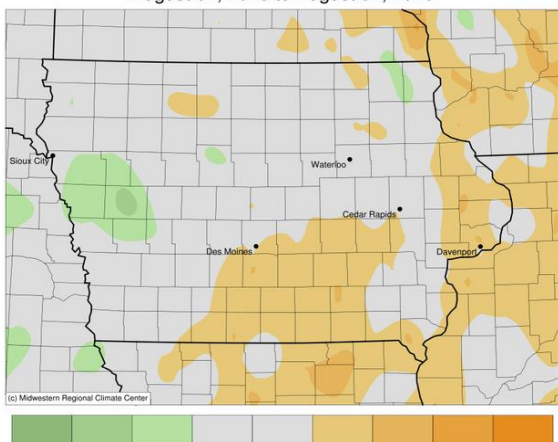 Sioux City
Waterloo
Cedar Rapids
Des Moines
Davenport
(c) Midwestern Regional Climate Center